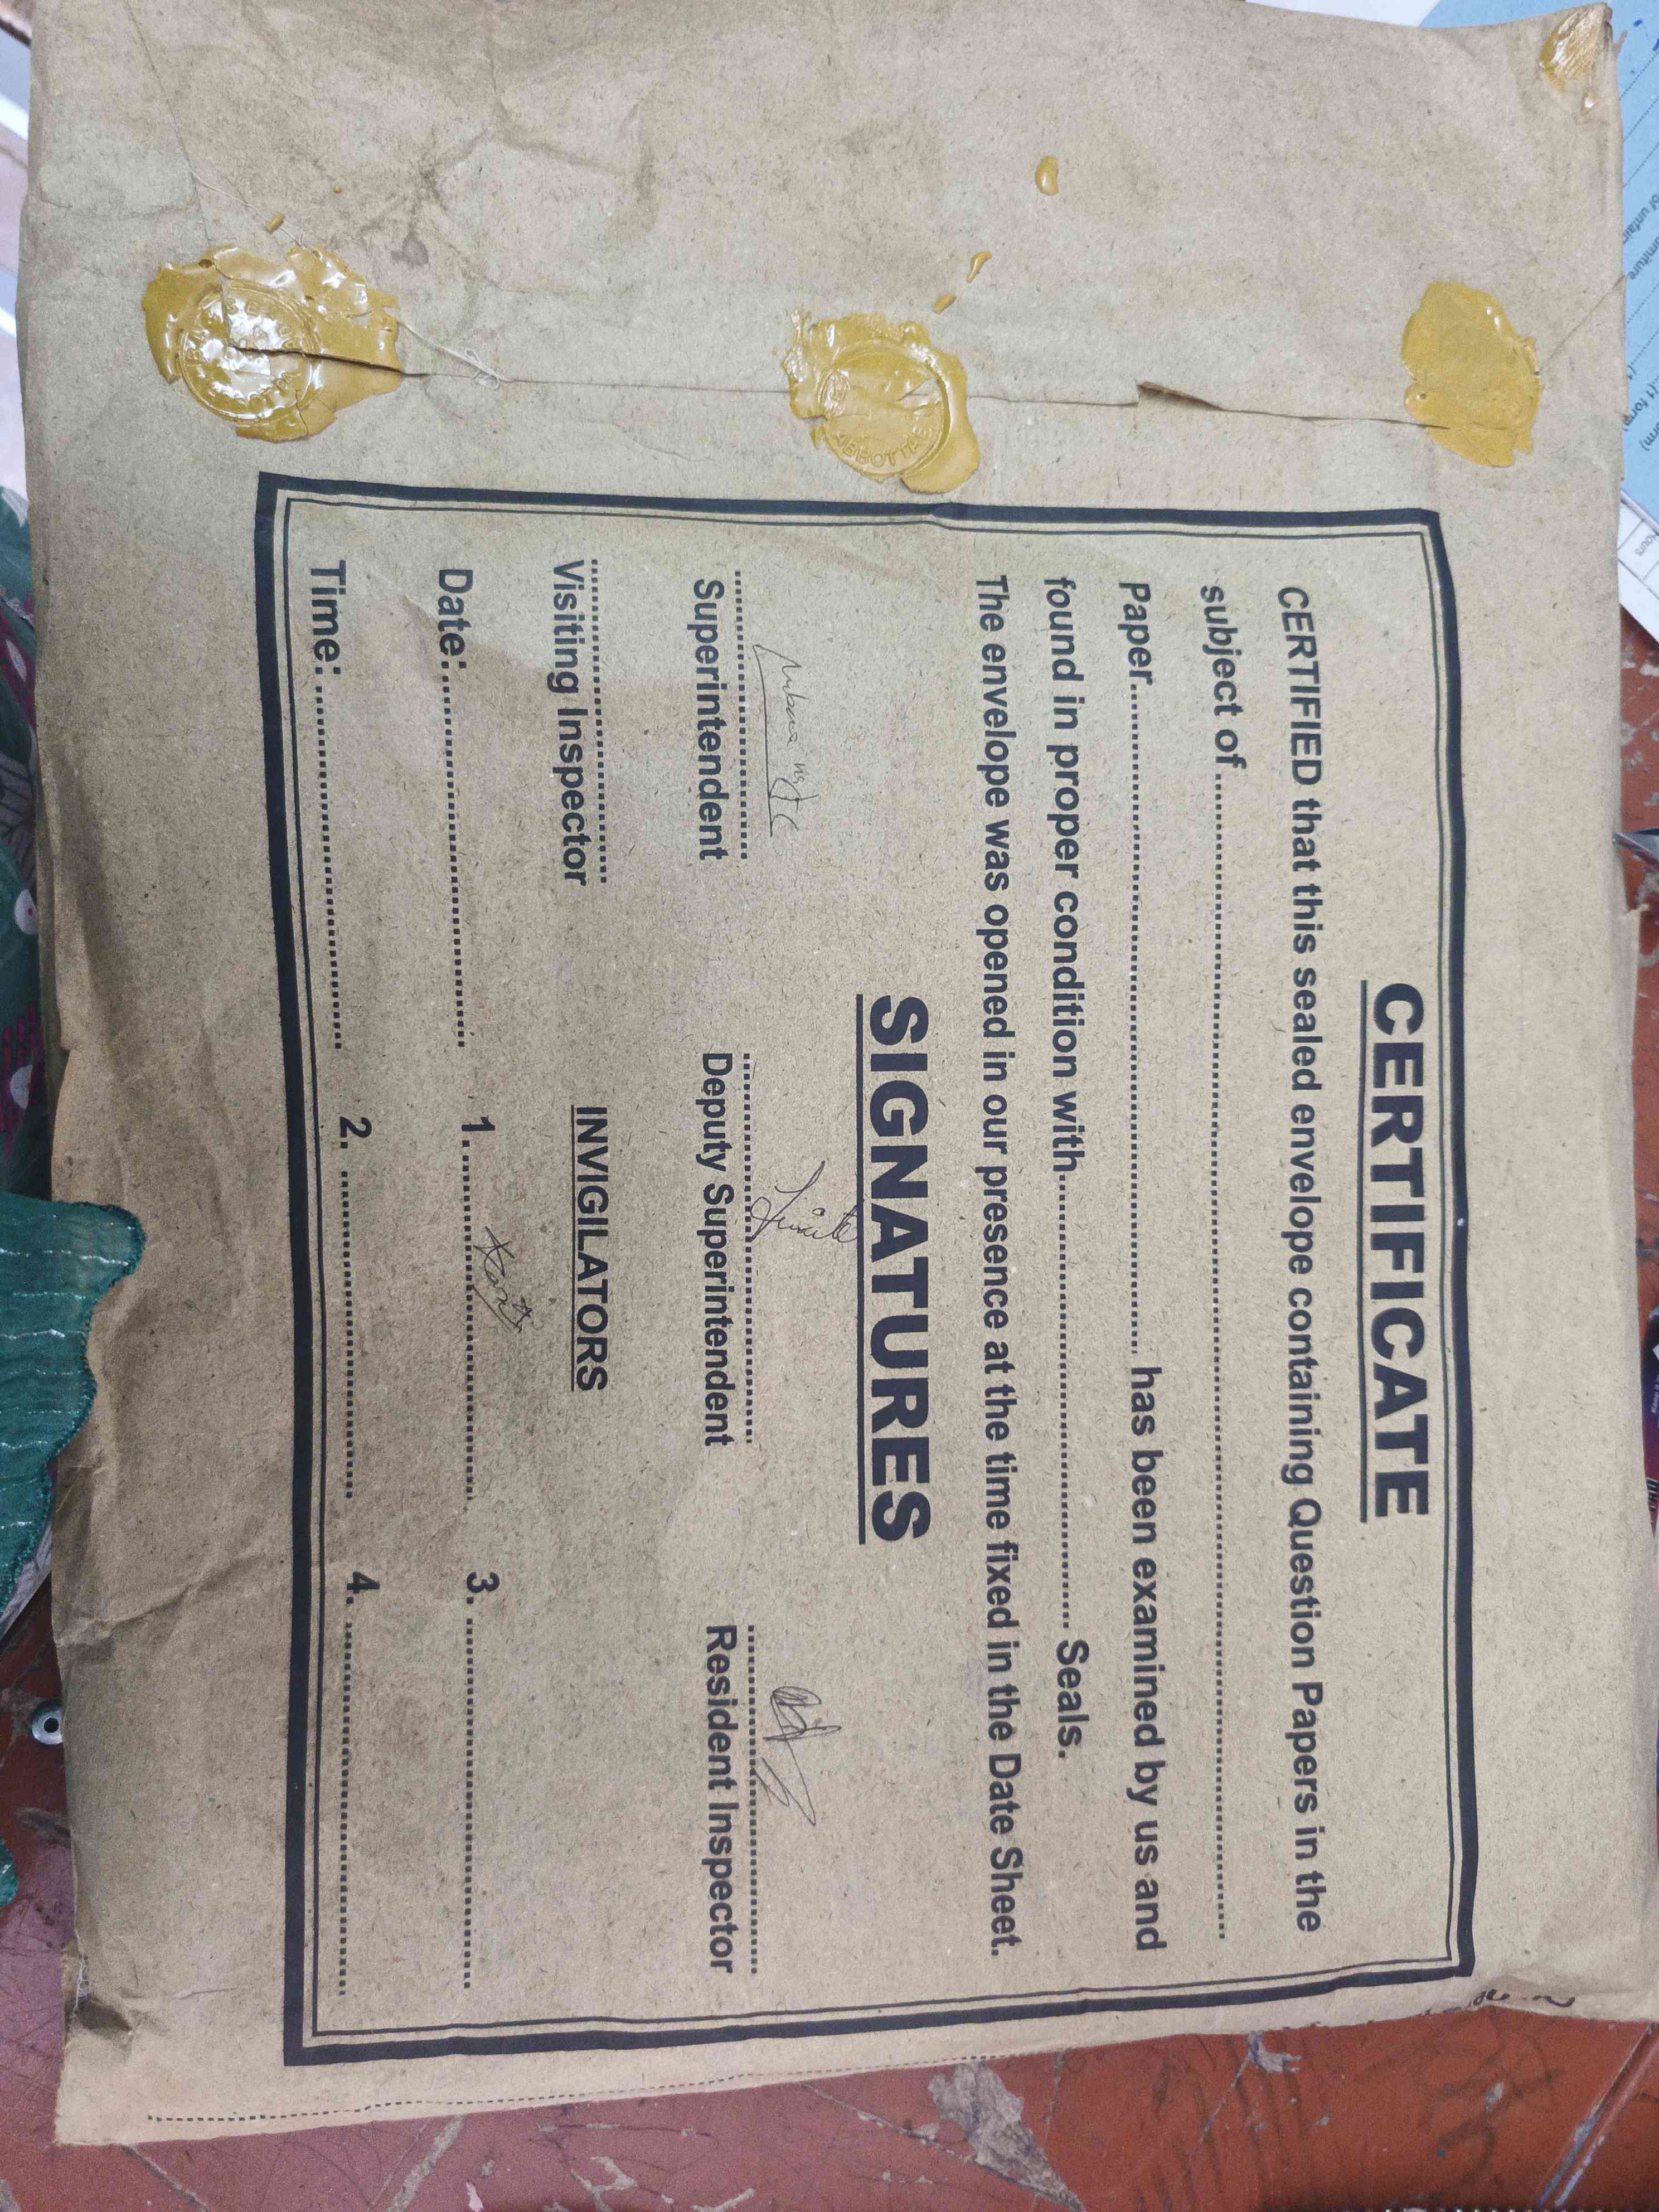 CERTIFICATE
CERTIFIED that this sealed envelope containing Question Papers in the
subject of ........................................................
Paper........................................ has been examined by us and
found in proper condition with................................ Seals.
The envelope was opened in our presence at the time fixed in the Date Sheet.
SIGNATURES
Superintendent Deputy Superintendent Resident Inspector
Visiting Inspector INVIGILATORS
Date:........................ 1......................... 3. .........................
Time: ........................ 2. ......................... 4. .........................